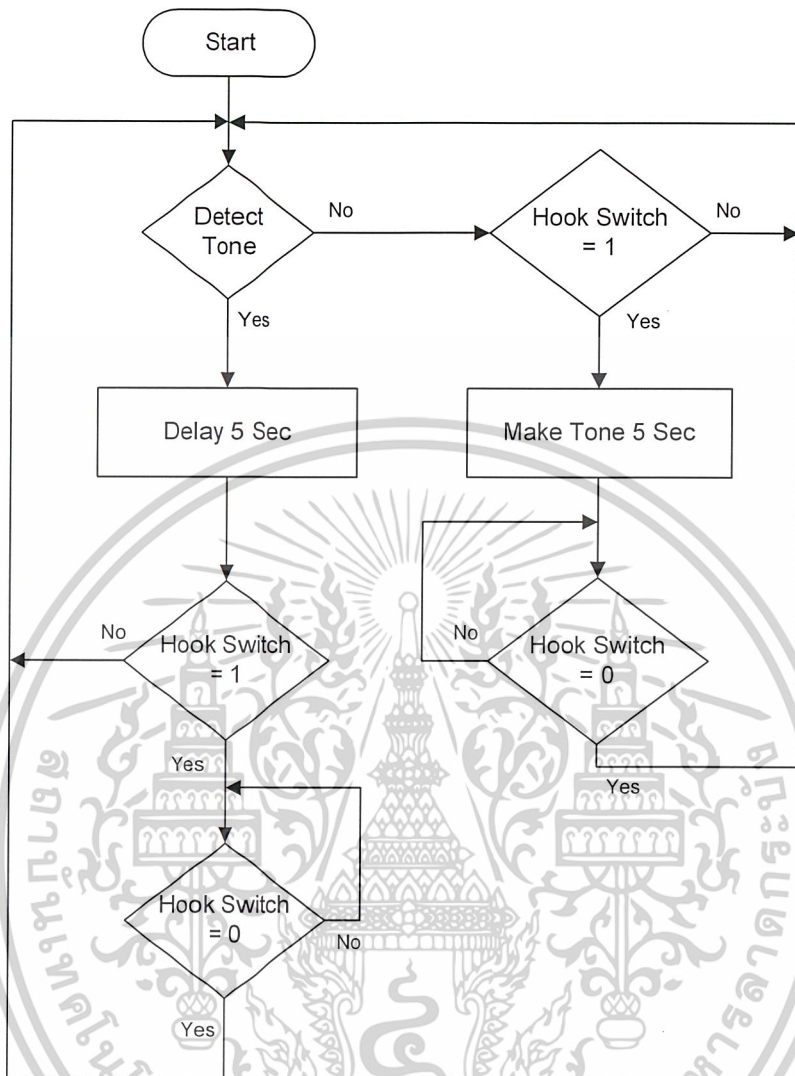 Start
Detect
Tone
No
Hook Switch
= 1
No
Yes
Yes
Delay 5 Sec
Make Tone 5 Sec
No
Hook Switch
= 1
No
Hook Switch
= 0
Yes
Yes
Hook Switch
= 0
No
Yes